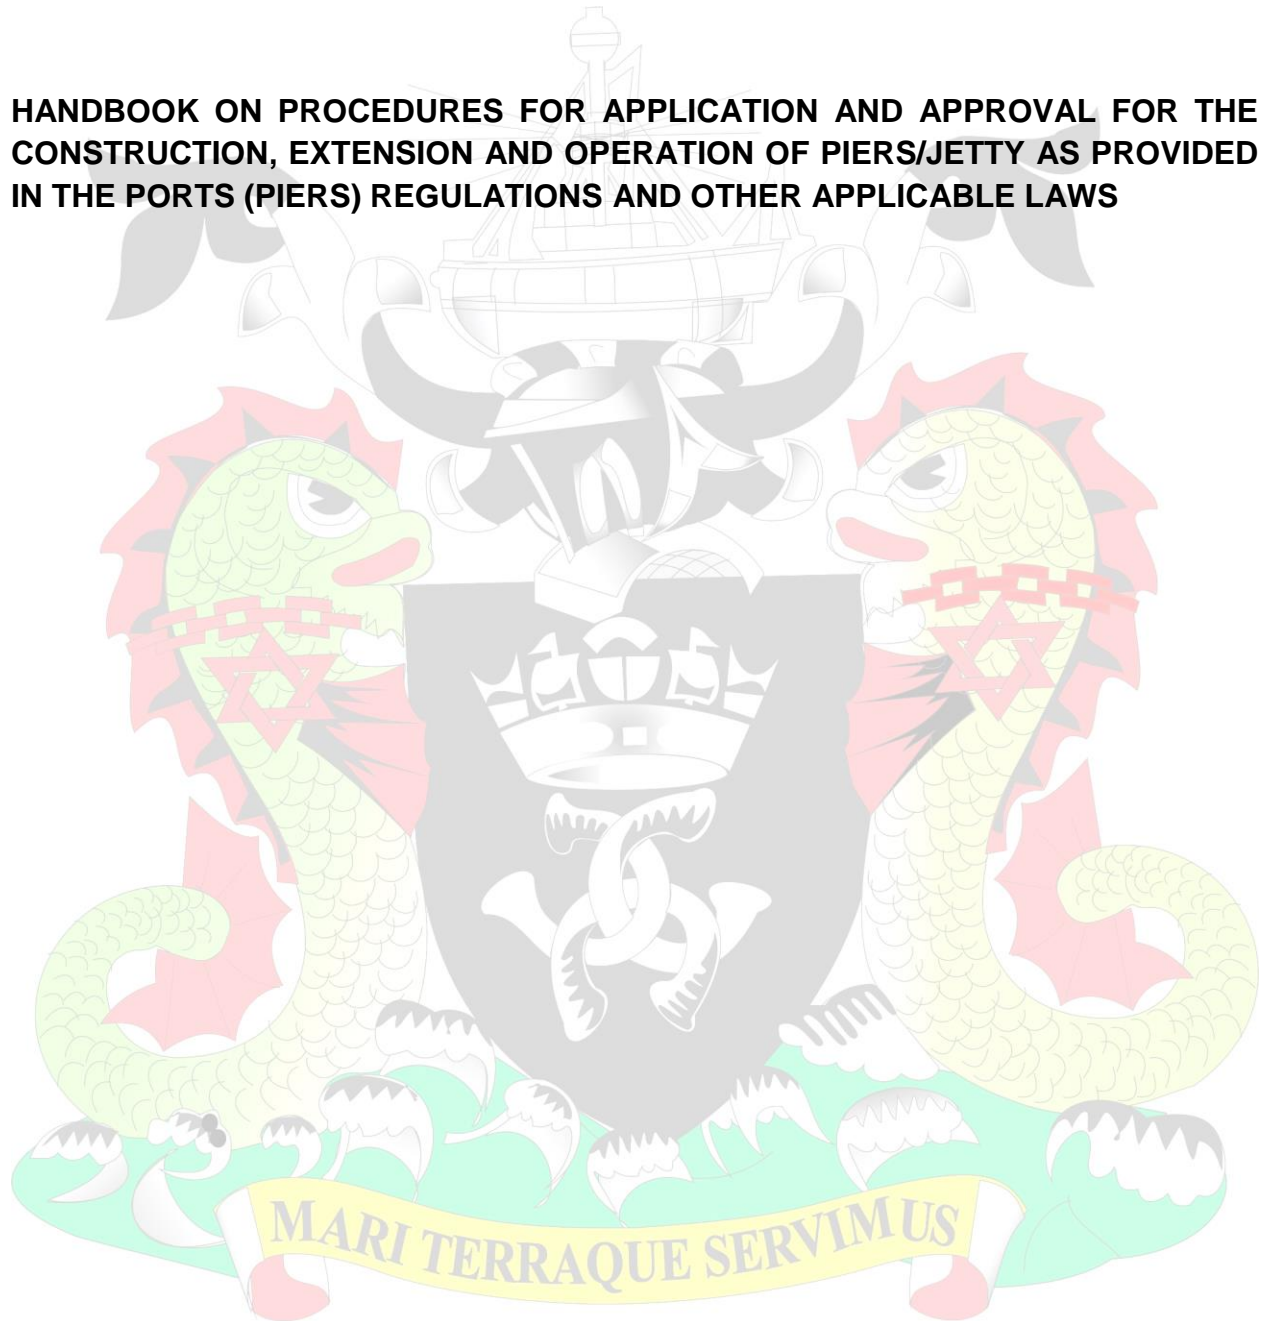 HANDBOOK ON PROCEDURES FOR APPLICATION AND APPROVAL FOR THE
CONSTRUCTION, EXTENSION AND OPERATION OF PIERS/JETTY AS PROVIDED
IN THE PORTS (PIERS) REGULATIONS AND OTHER APPLICABLE LAWS
MARI TERRAQUE SERVIMUS